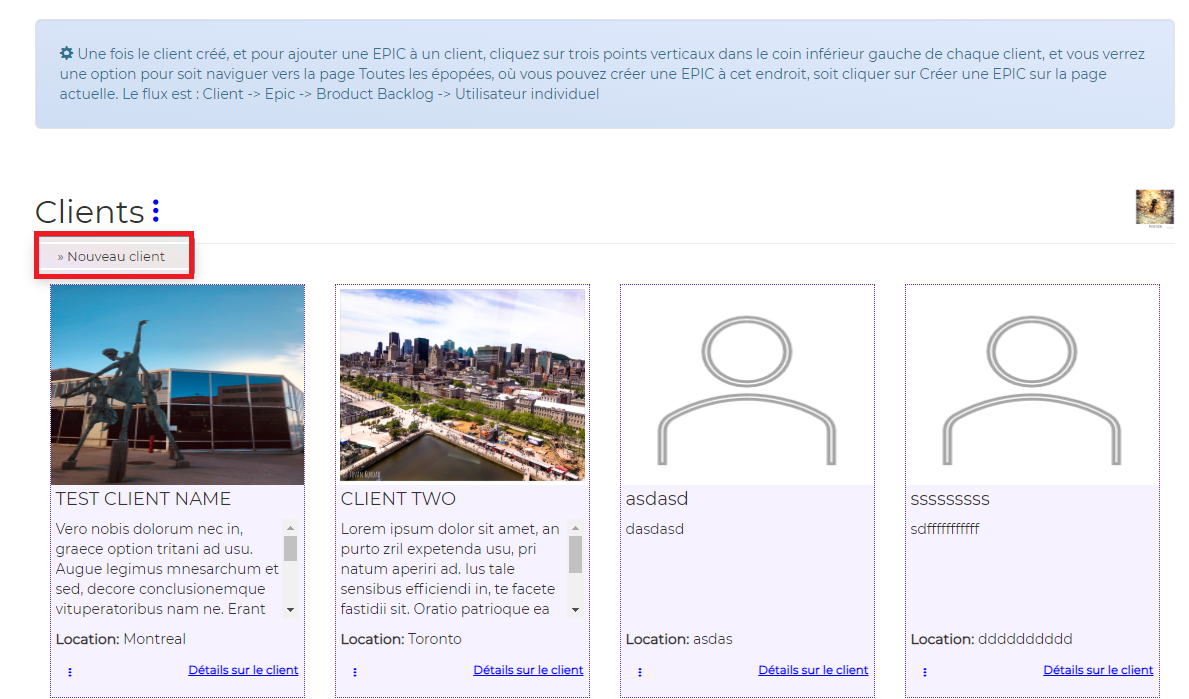 Une fois le client créé, et pour ajouter une EPIC à un client, cliquez sur trois points verticaux dans le coin inférieur gauche de chaque client, et vous verrez
une option pour soit naviguer vers la page Toutes les épopées, où vous pouvez créer une EPIC à cet endroit, soit cliquer sur Créer une EPIC sur la page
actuelle. Le flux est : Client -> Epic -> Broduct Backlog -> Utilisateur individuel
Clients
» Nouveau client
TEST CLIENT NAME
Vero nobis dolorum nec in,
graece option tritani ad usu.
Augue legimus mnesarchum et
sed, decore conclusionemque
vituperatoribus nam ne. Erant
Location: Montreal
Détails sur le client
CLIENT TWO
Lorem ipsum dolor sit amet, an
purto zril expetenda usu, pri
natum aperiri ad. Ius tale
sensibus efficiendi in, te facete
fastidii sit. Oratio patrioque ea
Location: Toronto
Détails sur le client
asdasd
dasdasd
Location: asdas
Détails sur le client
sssssssss
sdfffffffffff
Location: dddddddddd
Détails sur le client